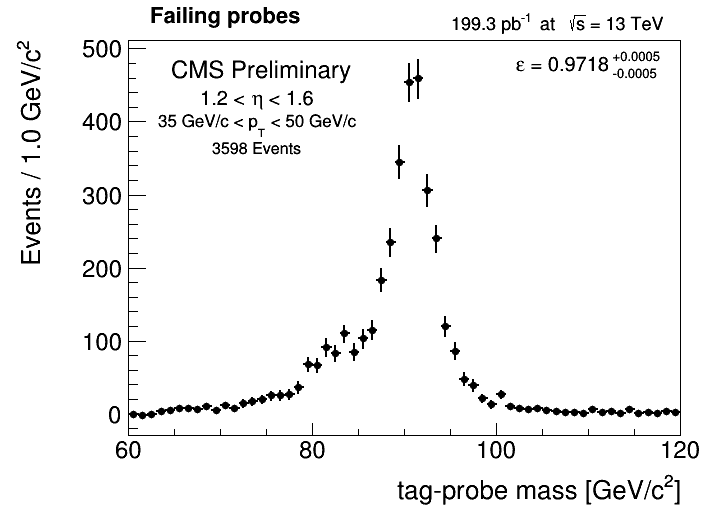 Failing probes
199.3 pb⁻¹ at √s = 13 TeV
CMS Preliminary
ε = 0.9718 +0.0005 -0.0005
1.2 < η < 1.6
35 GeV/c < p_T < 50 GeV/c
3598 Events
Events / 1.0 GeV/c²
500
400
300
200
100
0
60 80 100 120
tag-probe mass [GeV/c²]